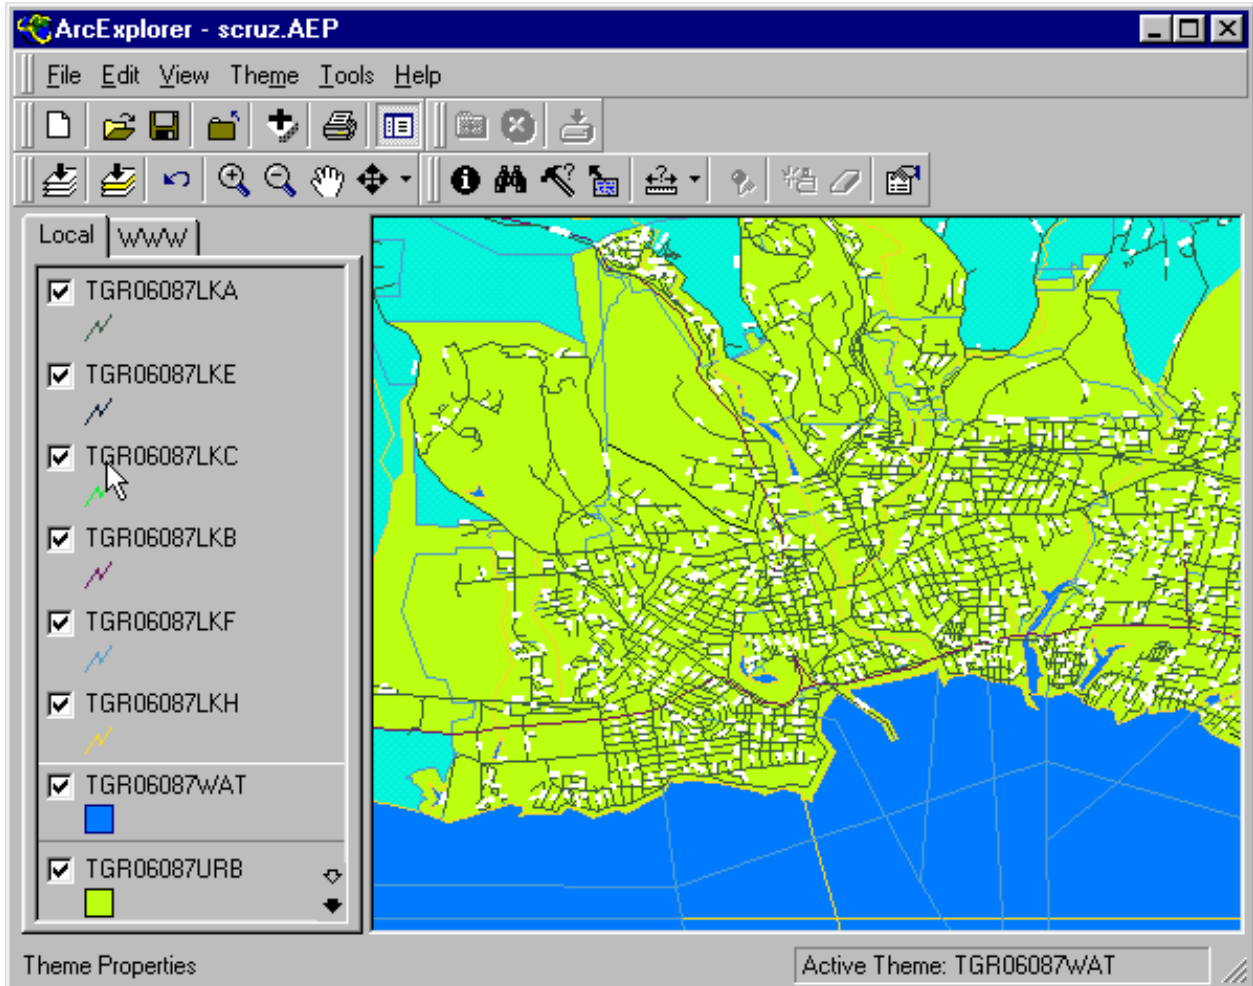 ArcExplorer - scruz.AEP
File Edit View Theme Tools Help
Local WWW
TGR06087LKA
TGR06087LKE
TGR06087LKC
TGR06087LKB
TGR06087LKF
TGR06087LKH
TGR06087WAT
TGR06087URB
Theme Properties
Active Theme: TGR06087WAT